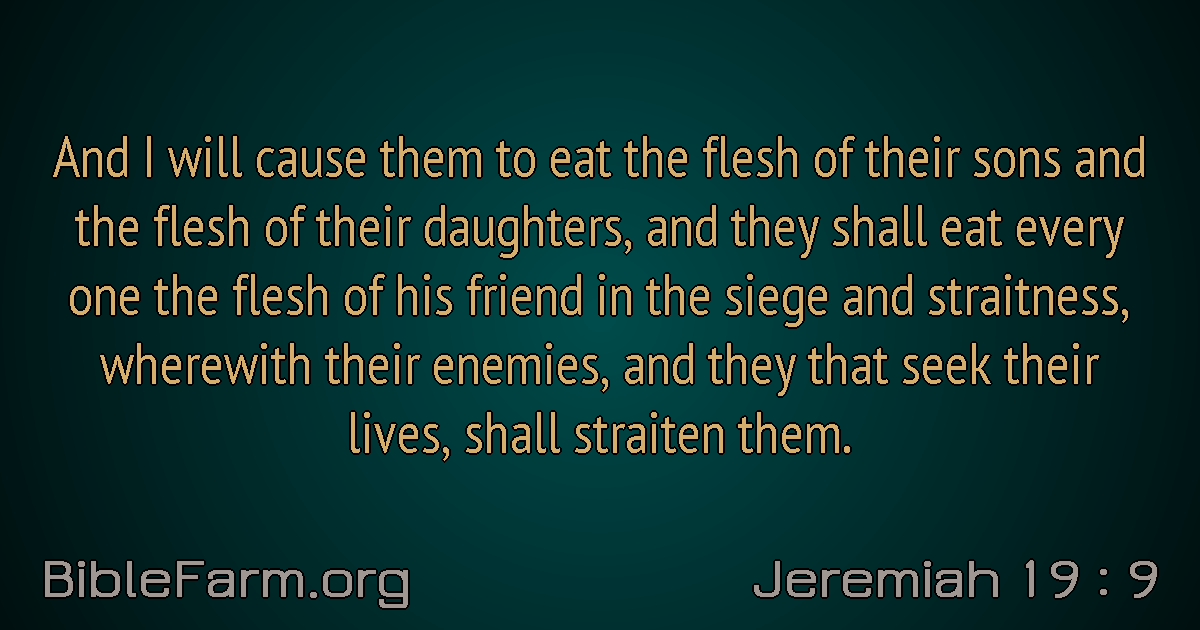 And I will cause them to eat the flesh of their sons and
the flesh of their daughters, and they shall eat every
one the flesh of his friend in the siege and straitness,
wherewith their enemies, and they that seek their
lives, shall straiten them.
BibleFarm.org
Jeremiah 19 : 9